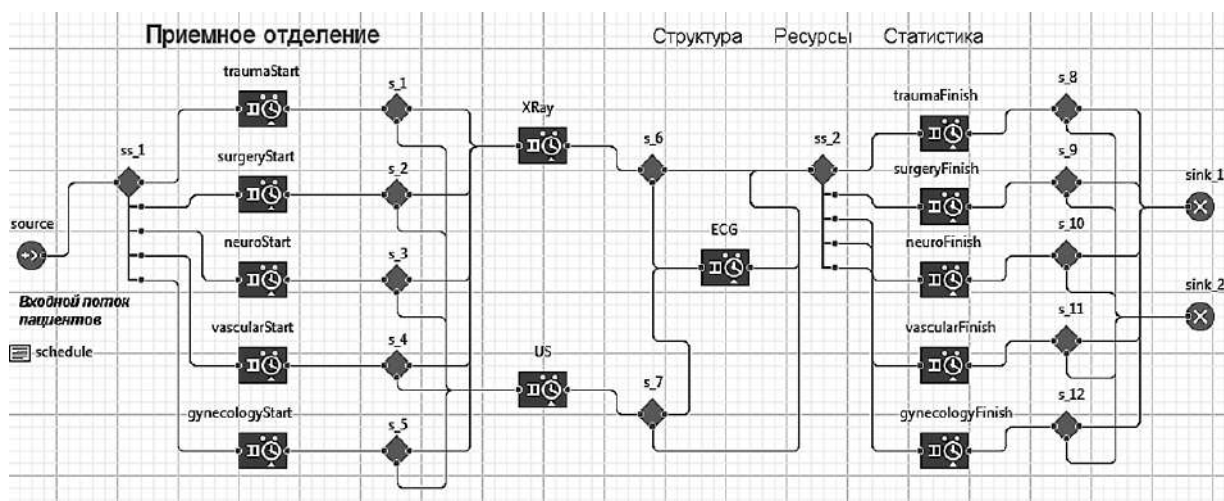 Приемное отделение
Структура
Ресурсы
Статистика
traumaStart
s_1
XRay
s_6
ss_2
traumaFinish
s_8
ss_1
surgeryStart
s_2
surgeryFinish
s_9
sink_1
source
neuroStart
s_3
ECG
neuroFinish
s_10
sink_2
Входной поток
пациентов
schedule
vascularStart
s_4
US
s_7
vascularFinish
s_11
gynecologyStart
s_5
gynecologyFinish
s_12